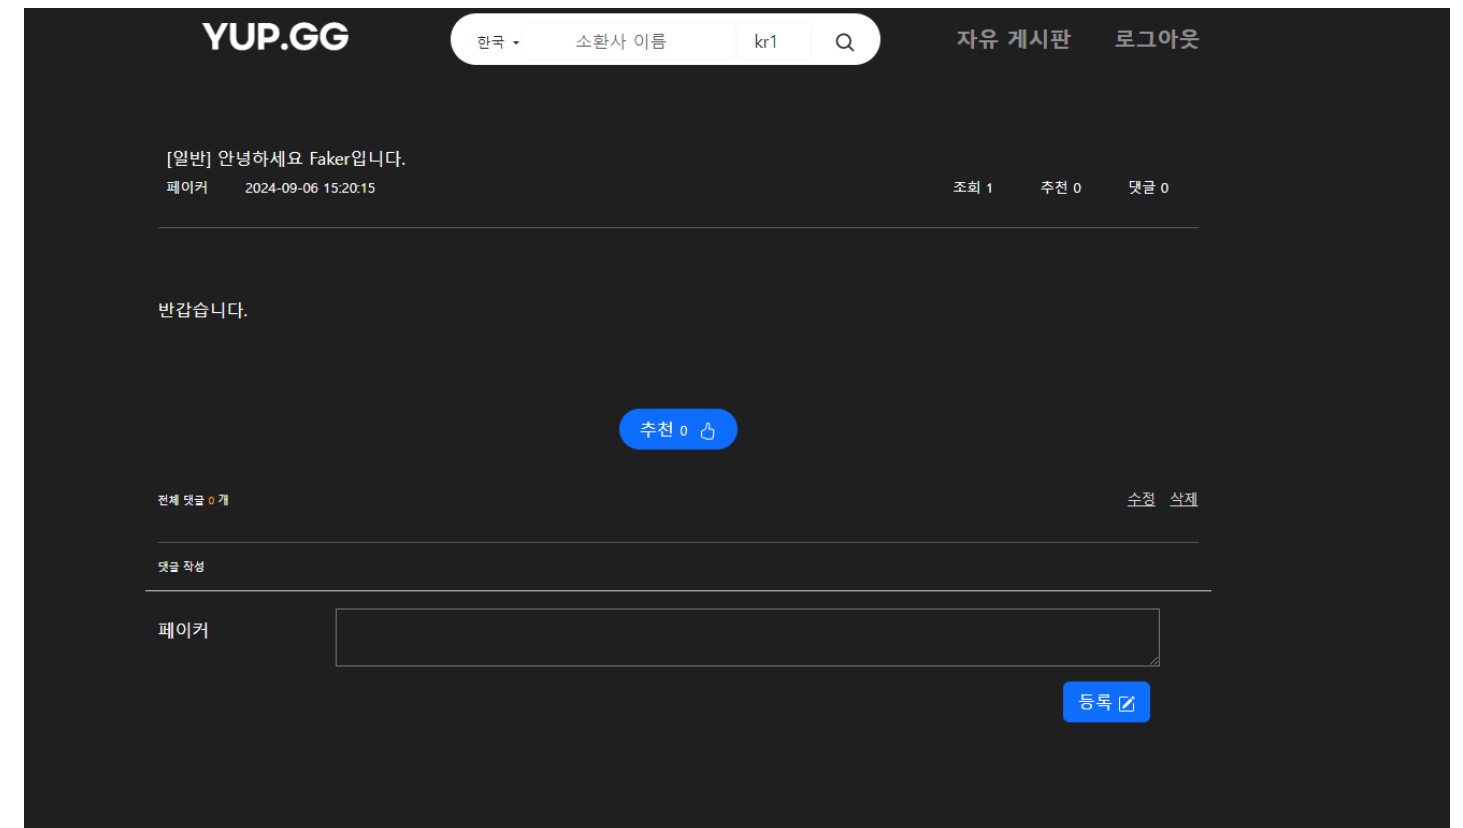 YUP.GG 한국 소환사 이름 kr1 자유 게시판 로그아웃
[일반] 안녕하세요 Faker입니다.
페이커 2024-09-06 15:20:15 조회 1 추천 0 댓글 0
반갑습니다.
추천 0
전체 댓글 0 개 수정 삭제
댓글 작성
페이커
등록